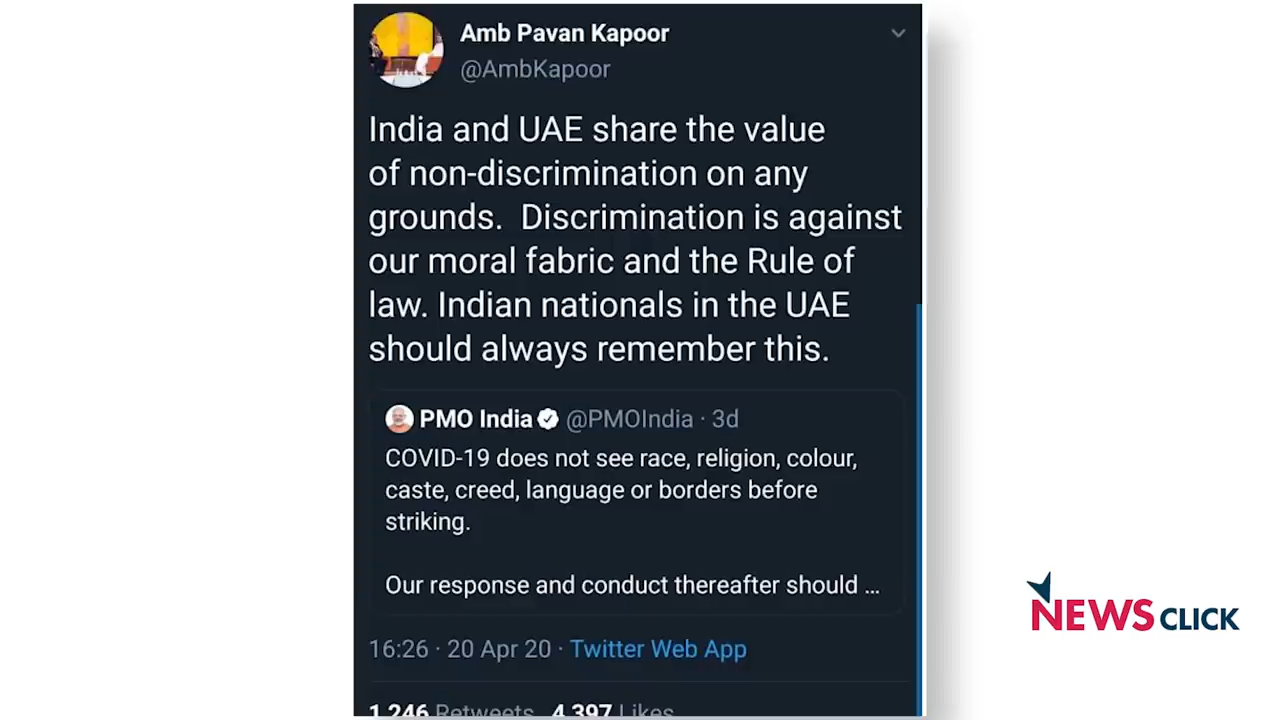 Amb Pavan Kapoor
@AmbKapoor
India and UAE share the value
of non-discrimination on any
grounds. Discrimination is against
our moral fabric and the Rule of
law. Indian nationals in the UAE
should always remember this.
PMO India @PMOIndia · 3d
COVID-19 does not see race, religion, colour,
caste, creed, language or borders before
striking.
Our response and conduct thereafter should ...
16:26 · 20 Apr 20 · Twitter Web App
1,246 Retweets 4,397 Likes
NEWS CLICK